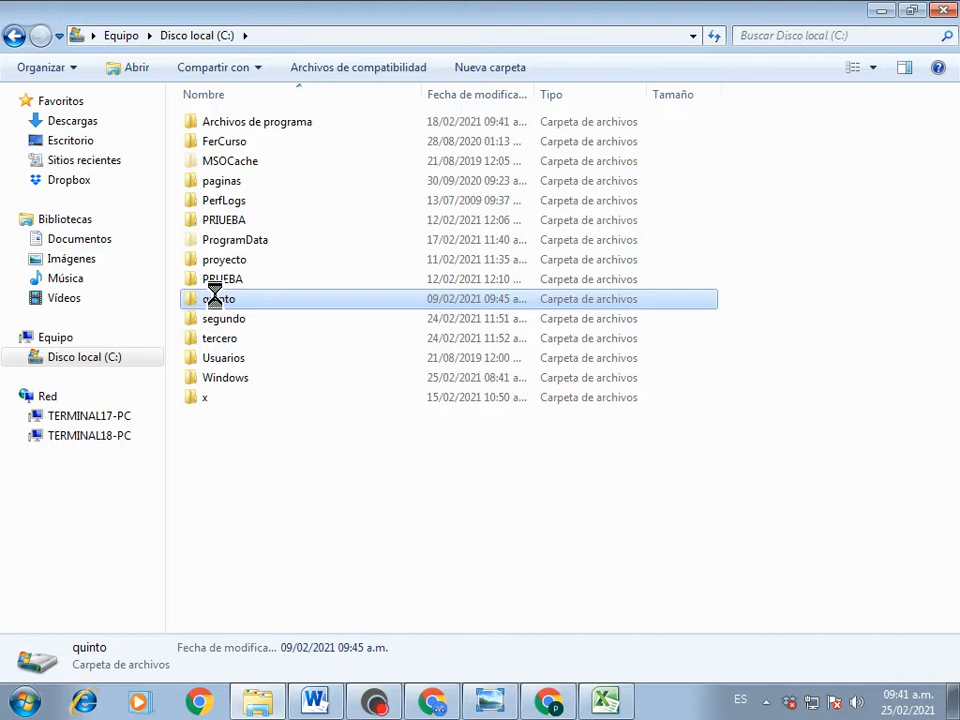 Equipo Disco local (C:) Buscar Disco local (C:)
Organizar Abrir Compartir con Archivos de compatibilidad Nueva carpeta
Nombre Fecha de modifica... Tipo Tamaño
Favoritos
Descargas
Escritorio
Sitios recientes
Dropbox
Bibliotecas
Documentos
Imágenes
Música
Vídeos
Equipo
Disco local (C:)
Red
TERMINAL17-PC
TERMINAL18-PC
Archivos de programa 18/02/2021 09:41 a... Carpeta de archivos
FerCurso 28/08/2020 01:13 ... Carpeta de archivos
MSOCache 21/08/2019 12:05 ... Carpeta de archivos
paginas 30/09/2020 09:23 a... Carpeta de archivos
PerfLogs 13/07/2009 09:37 ... Carpeta de archivos
PRIUEBA 12/02/2021 12:06 ... Carpeta de archivos
ProgramData 17/02/2021 11:40 ... Carpeta de archivos
proyecto 11/02/2021 11:35 ... Carpeta de archivos
PRUEBA 12/02/2021 12:10 ... Carpeta de archivos
quinto 09/02/2021 09:45 a... Carpeta de archivos
segundo 24/02/2021 11:51 a... Carpeta de archivos
tercero 24/02/2021 11:52 a... Carpeta de archivos
Usuarios 21/08/2019 12:00 ... Carpeta de archivos
Windows 25/02/2021 08:41 a... Carpeta de archivos
x 15/02/2021 10:50 a... Carpeta de archivos
quinto Fecha de modifica... 09/02/2021 09:45 a.m.
Carpeta de archivos
ES 09:41 a.m.
25/02/2021